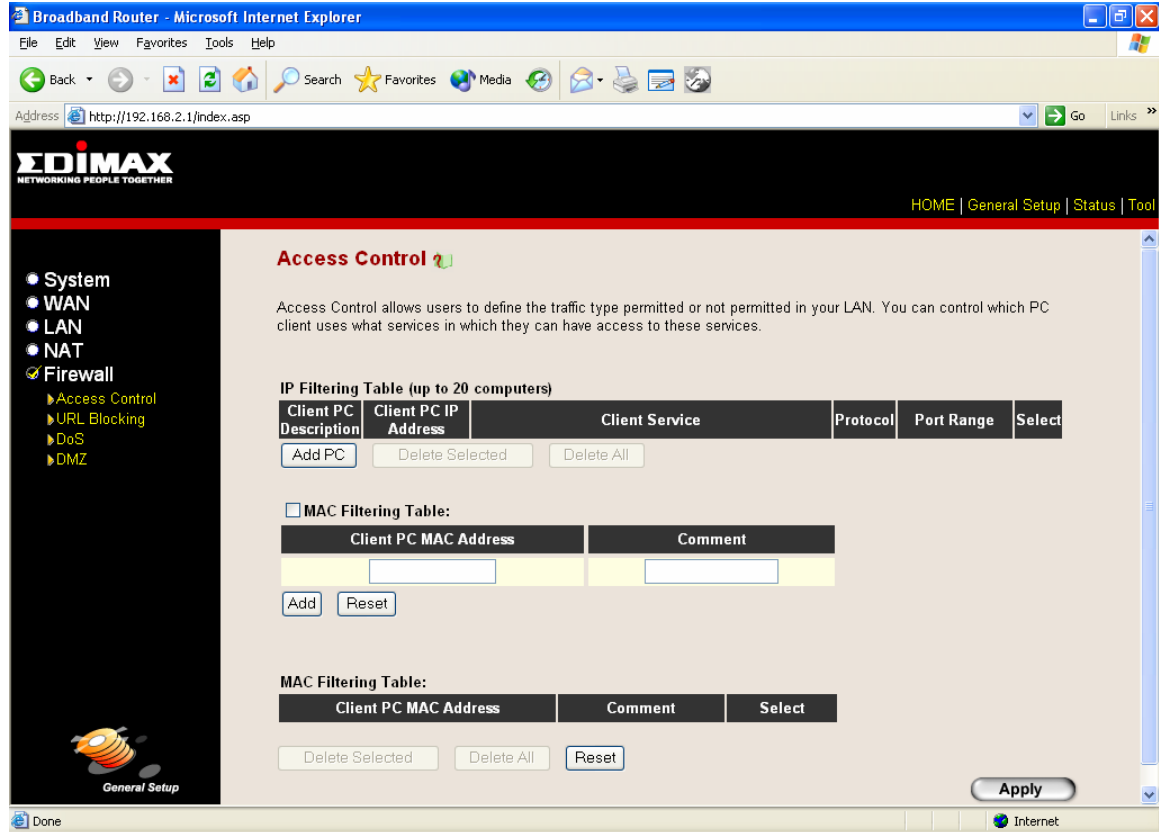 Broadband Router - Microsoft Internet Explorer
File Edit View Favorites Tools Help
Back Search Favorites Media
Address http://192.168.2.1/index.asp Go Links »
EDIMAX
NETWORKING PEOPLE TOGETHER
HOME | General Setup | Status | Tool
System
WAN
LAN
NAT
Firewall
Access Control
URL Blocking
DoS
DMZ
General Setup
Access Control
Access Control allows users to define the traffic type permitted or not permitted in your LAN. You can control which PC
client uses what services in which they can have access to these services.
IP Filtering Table (up to 20 computers)
Client PC Description Client PC IP Address Client Service Protocol Port Range Select
Add PC Delete Selected Delete All
MAC Filtering Table:
Client PC MAC Address Comment
Add Reset
MAC Filtering Table:
Client PC MAC Address Comment Select
Delete Selected Delete All Reset
Apply
Done Internet